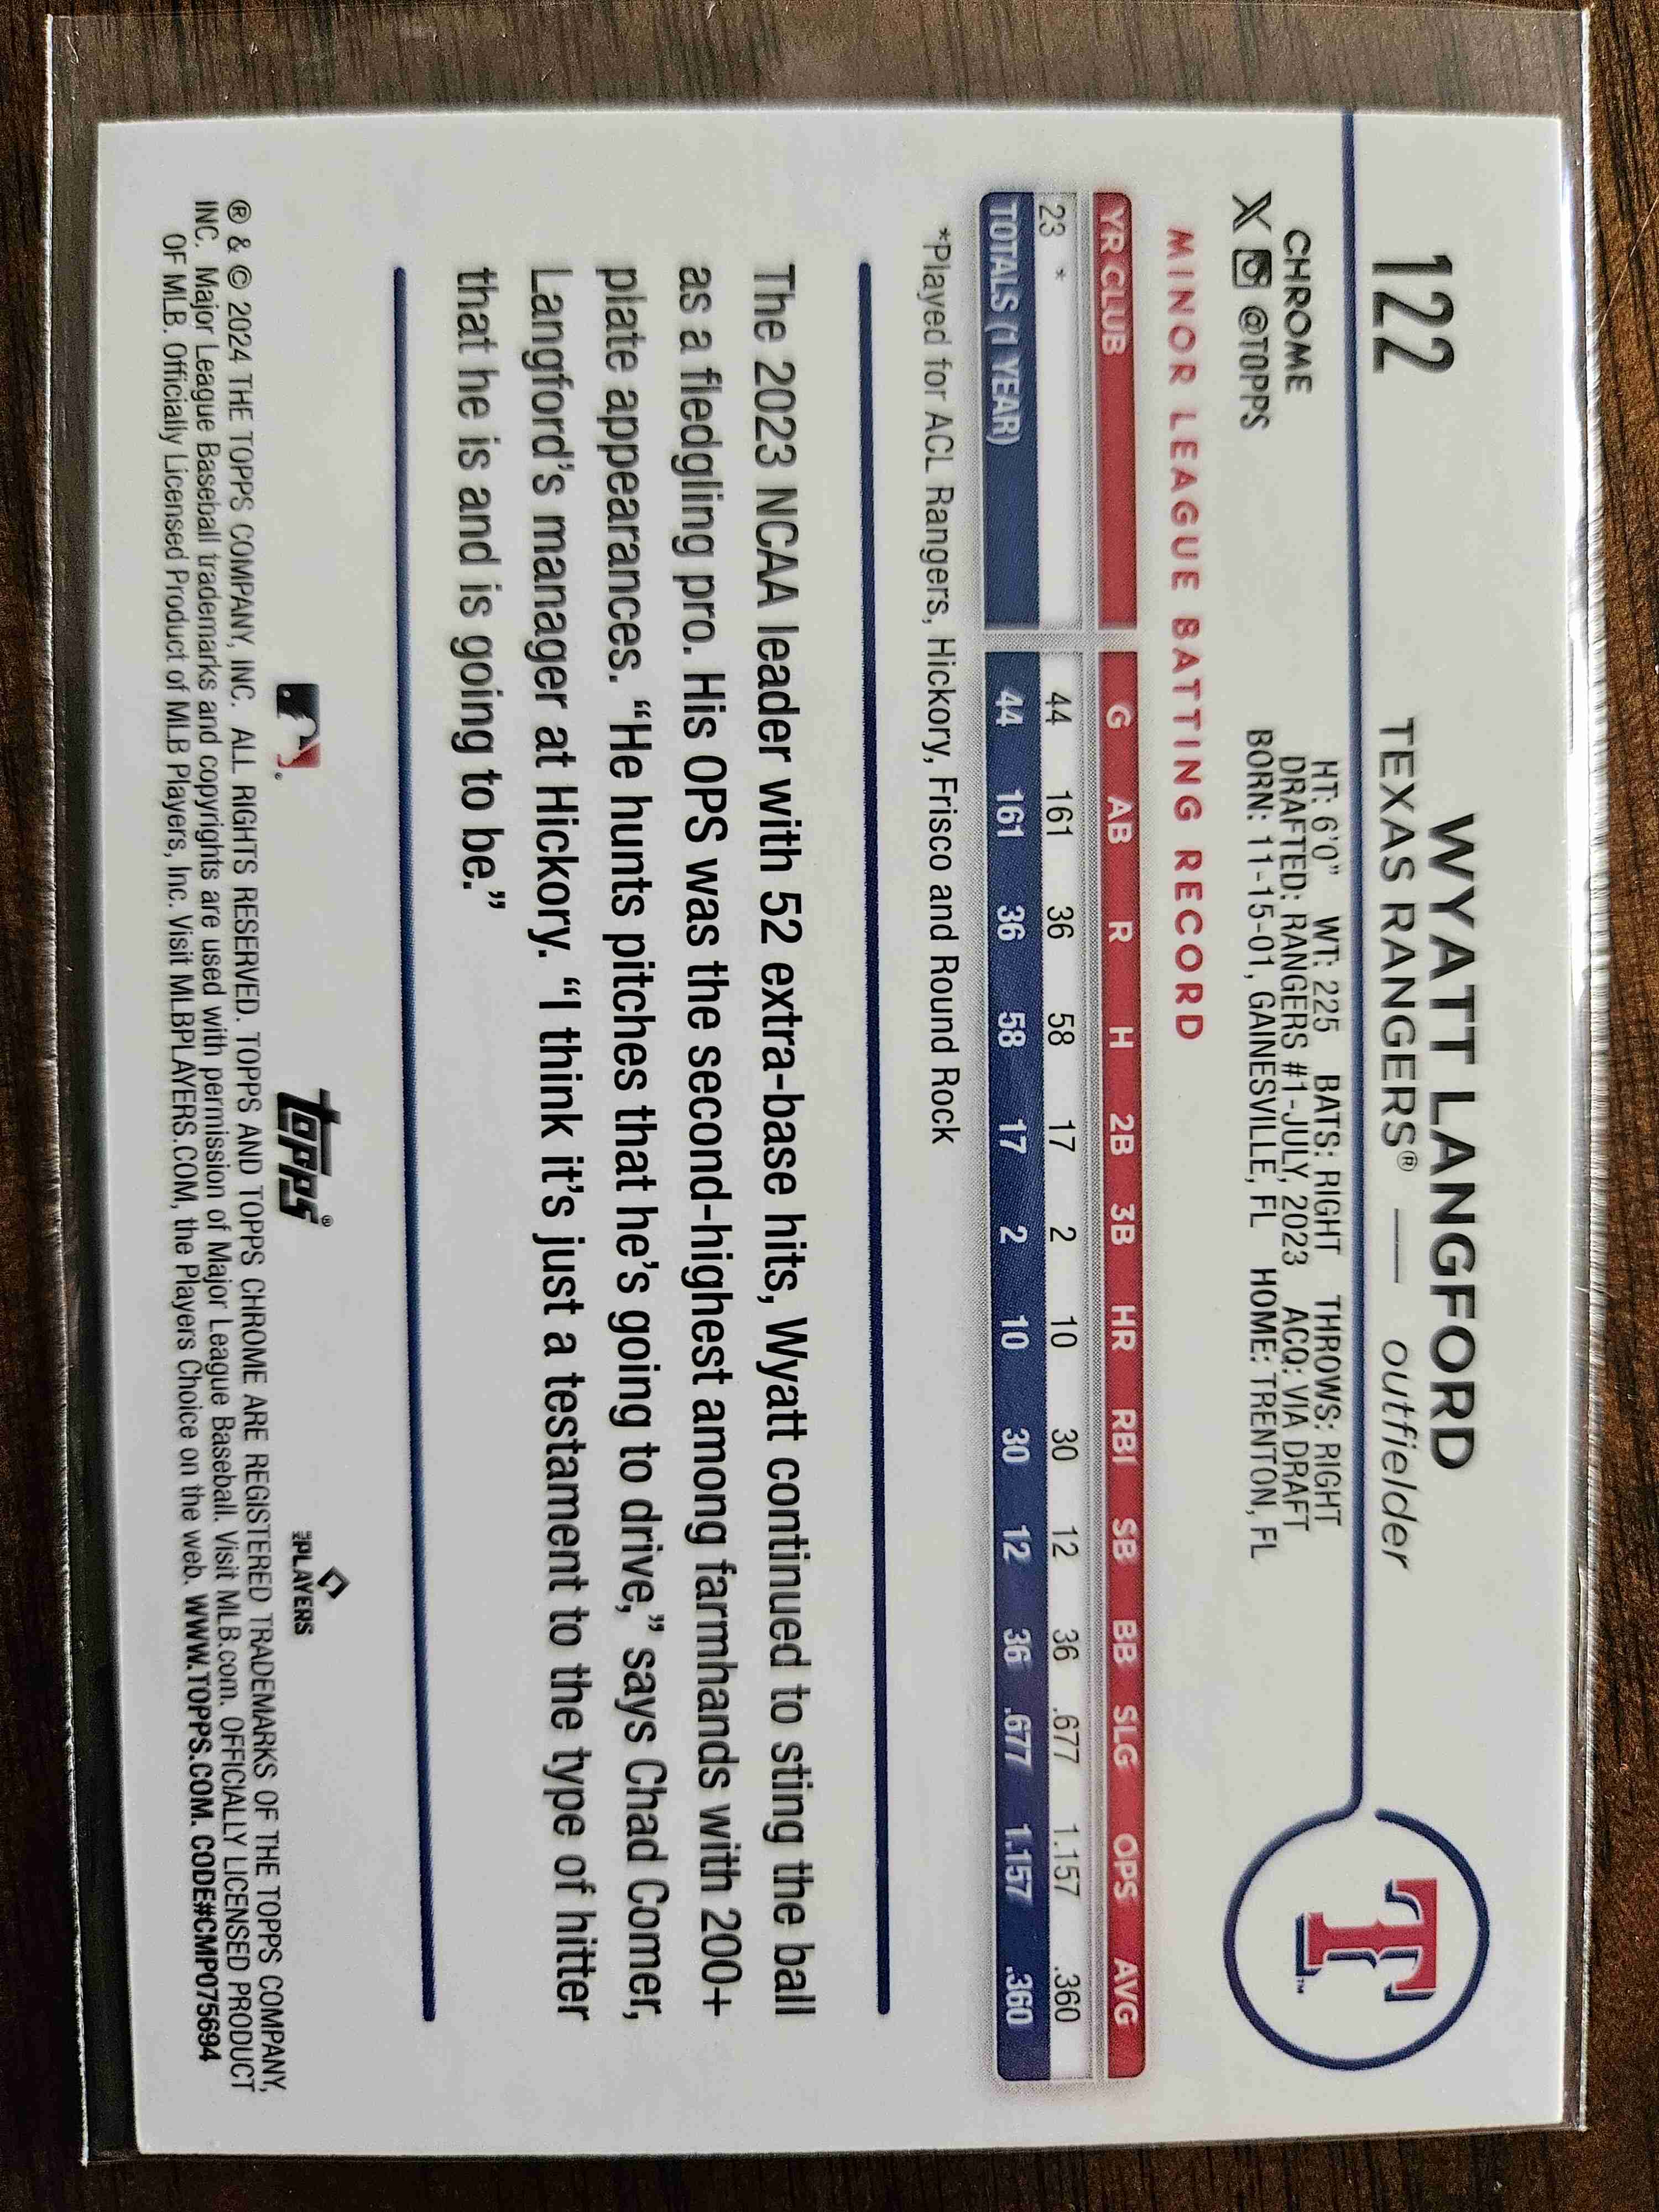 122
WYATT LANGFORD
TEXAS RANGERS® — outfielder
CHROME
X @TOPPS
HT: 6'0" WT: 225 BATS: RIGHT THROWS: RIGHT
DRAFTED: RANGERS #1-JULY, 2023 ACQ: VIA DRAFT
BORN: 11-15-01, GAINESVILLE, FL HOME: TRENTON, FL
T™
MINOR LEAGUE BATTING RECORD
YR CLUB G AB R H 2B 3B HR RBI SB BB SLG OPS AVG
23 * 44 161 36 58 17 2 10 30 12 36 .677 1.157 .360
TOTALS (1 YEAR) 44 161 36 58 17 2 10 30 12 36 .677 1.157 .360
*Played for ACL Rangers, Hickory, Frisco and Round Rock
The 2023 NCAA leader with 52 extra-base hits, Wyatt continued to sting the ball
as a fledgling pro. His OPS was the second-highest among farmhands with 200+
plate appearances. “He hunts pitches that he’s going to drive,” says Chad Comer,
Langford’s manager at Hickory. “I think it’s just a testament to the type of hitter
that he is and is going to be.”
topps®
PLAYERS
® & © 2024 THE TOPPS COMPANY, INC. ALL RIGHTS RESERVED. TOPPS AND TOPPS CHROME ARE REGISTERED TRADEMARKS OF THE TOPPS COMPANY,
INC. Major League Baseball trademarks and copyrights are used with permission of Major League Baseball. Visit MLB.com. OFFICIALLY LICENSED PRODUCT
OF MLB. Officially Licensed Product of MLB Players, Inc. Visit MLBPLAYERS.COM, the Players Choice on the web. WWW.TOPPS.COM. CODE#CMP075694